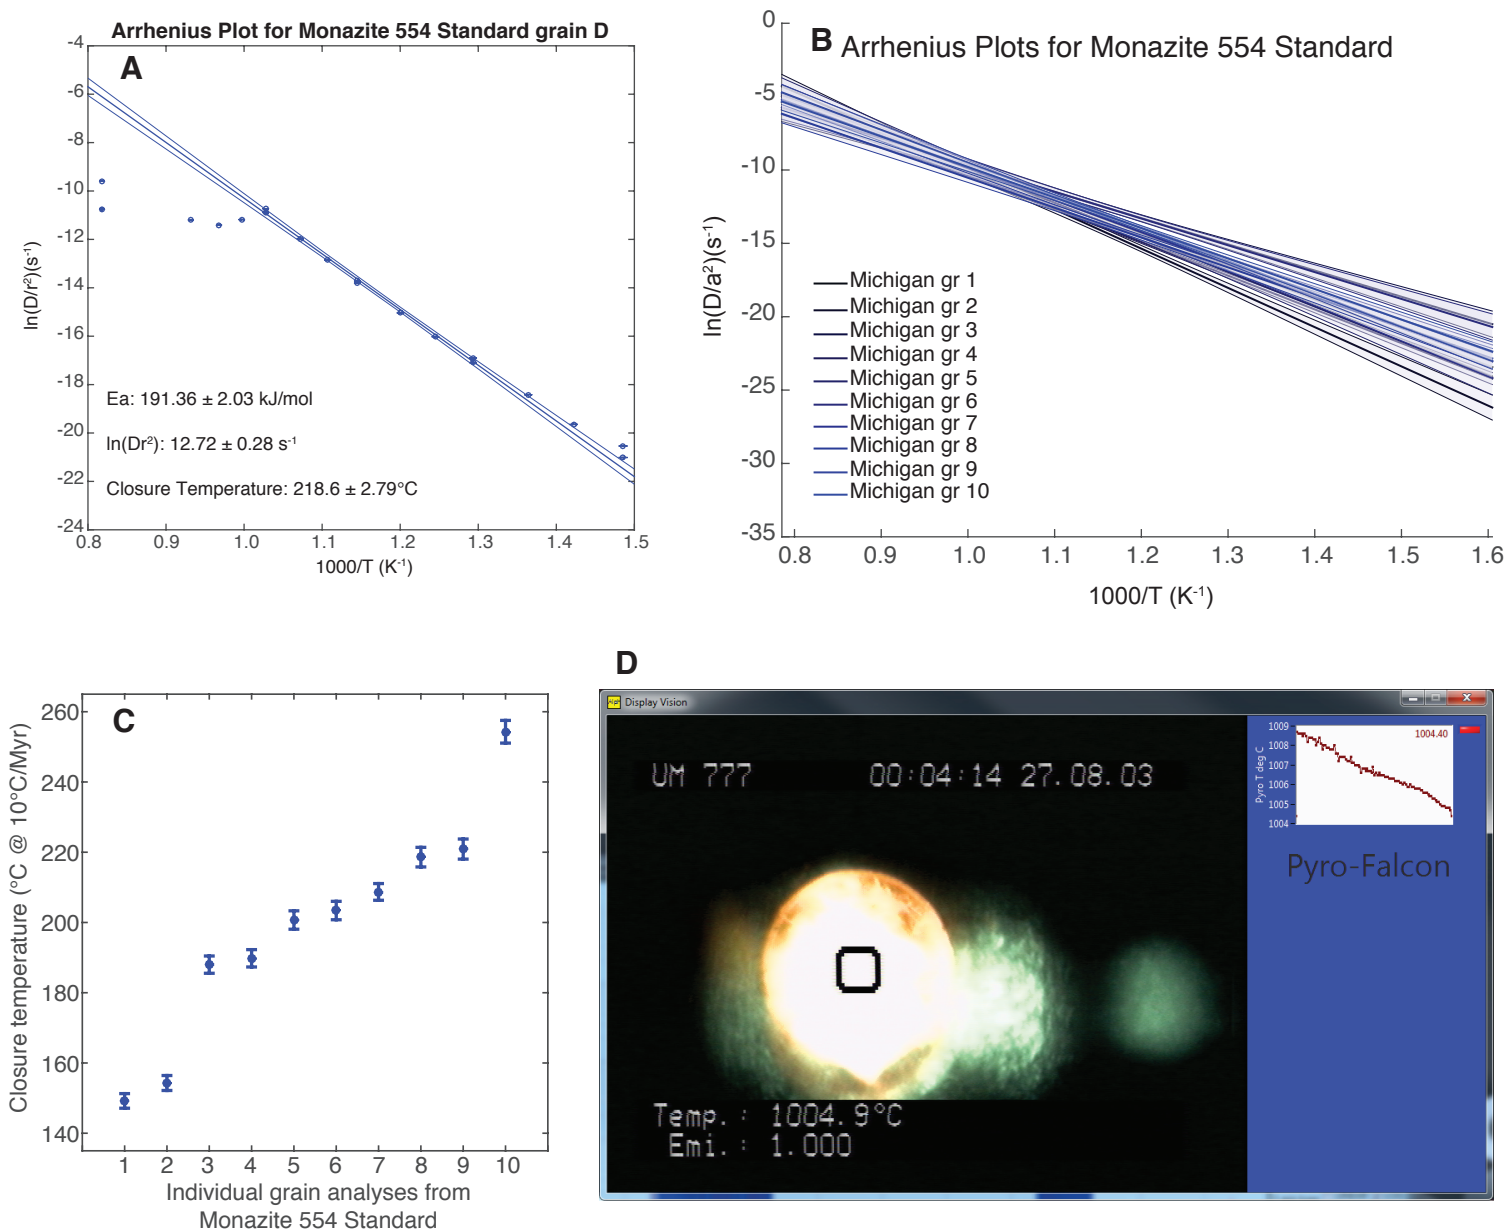 Arrhenius Plot for Monazite 554 Standard grain D
A
-4
-6
-8
-10
-12
-14
-16
-18
-20
-22
-24
ln(D/r²)(s⁻¹)
Ea: 191.36 ± 2.03 kJ/mol
ln(Dr²): 12.72 ± 0.28 s⁻¹
Closure Temperature: 218.6 ± 2.79°C
0.8 0.9 1.0 1.1 1.2 1.3 1.4 1.5
1000/T (K⁻¹)
B Arrhenius Plots for Monazite 554 Standard
0
-5
-10
-15
-20
-25
-30
-35
ln(D/a²)(s⁻¹)
Michigan gr 1
Michigan gr 2
Michigan gr 3
Michigan gr 4
Michigan gr 5
Michigan gr 6
Michigan gr 7
Michigan gr 8
Michigan gr 9
Michigan gr 10
0.8 0.9 1.0 1.1 1.2 1.3 1.4 1.5 1.6
1000/T (K⁻¹)
C
260
240
220
200
180
160
140
Closure temperature (°C @ 10°C/Myr)
1 2 3 4 5 6 7 8 9 10
Individual grain analyses from
Monazite 554 Standard
D
Display Vision
UM 777 00:04:14 27.08.03
Temp.: 1004.9°C
Emi.: 1.000
1009
1008
1007
1006
1005
1004
Pyro T deg C
1004.40
Pyro-Falcon